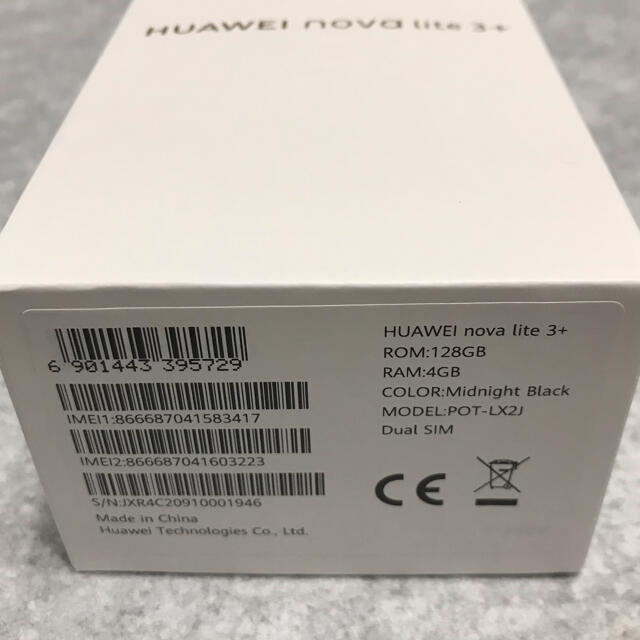 HUAWEI nova lite 3+
6 901443 395729
IMEI1:866687041583417
IMEI2:866687041603223
S/N:JXR4C20910001946
Made in China
Huawei Technologies Co., Ltd.
HUAWEI nova lite 3+
ROM:128GB
RAM:4GB
COLOR:Midnight Black
MODEL:POT-LX2J
Dual SIM
CE